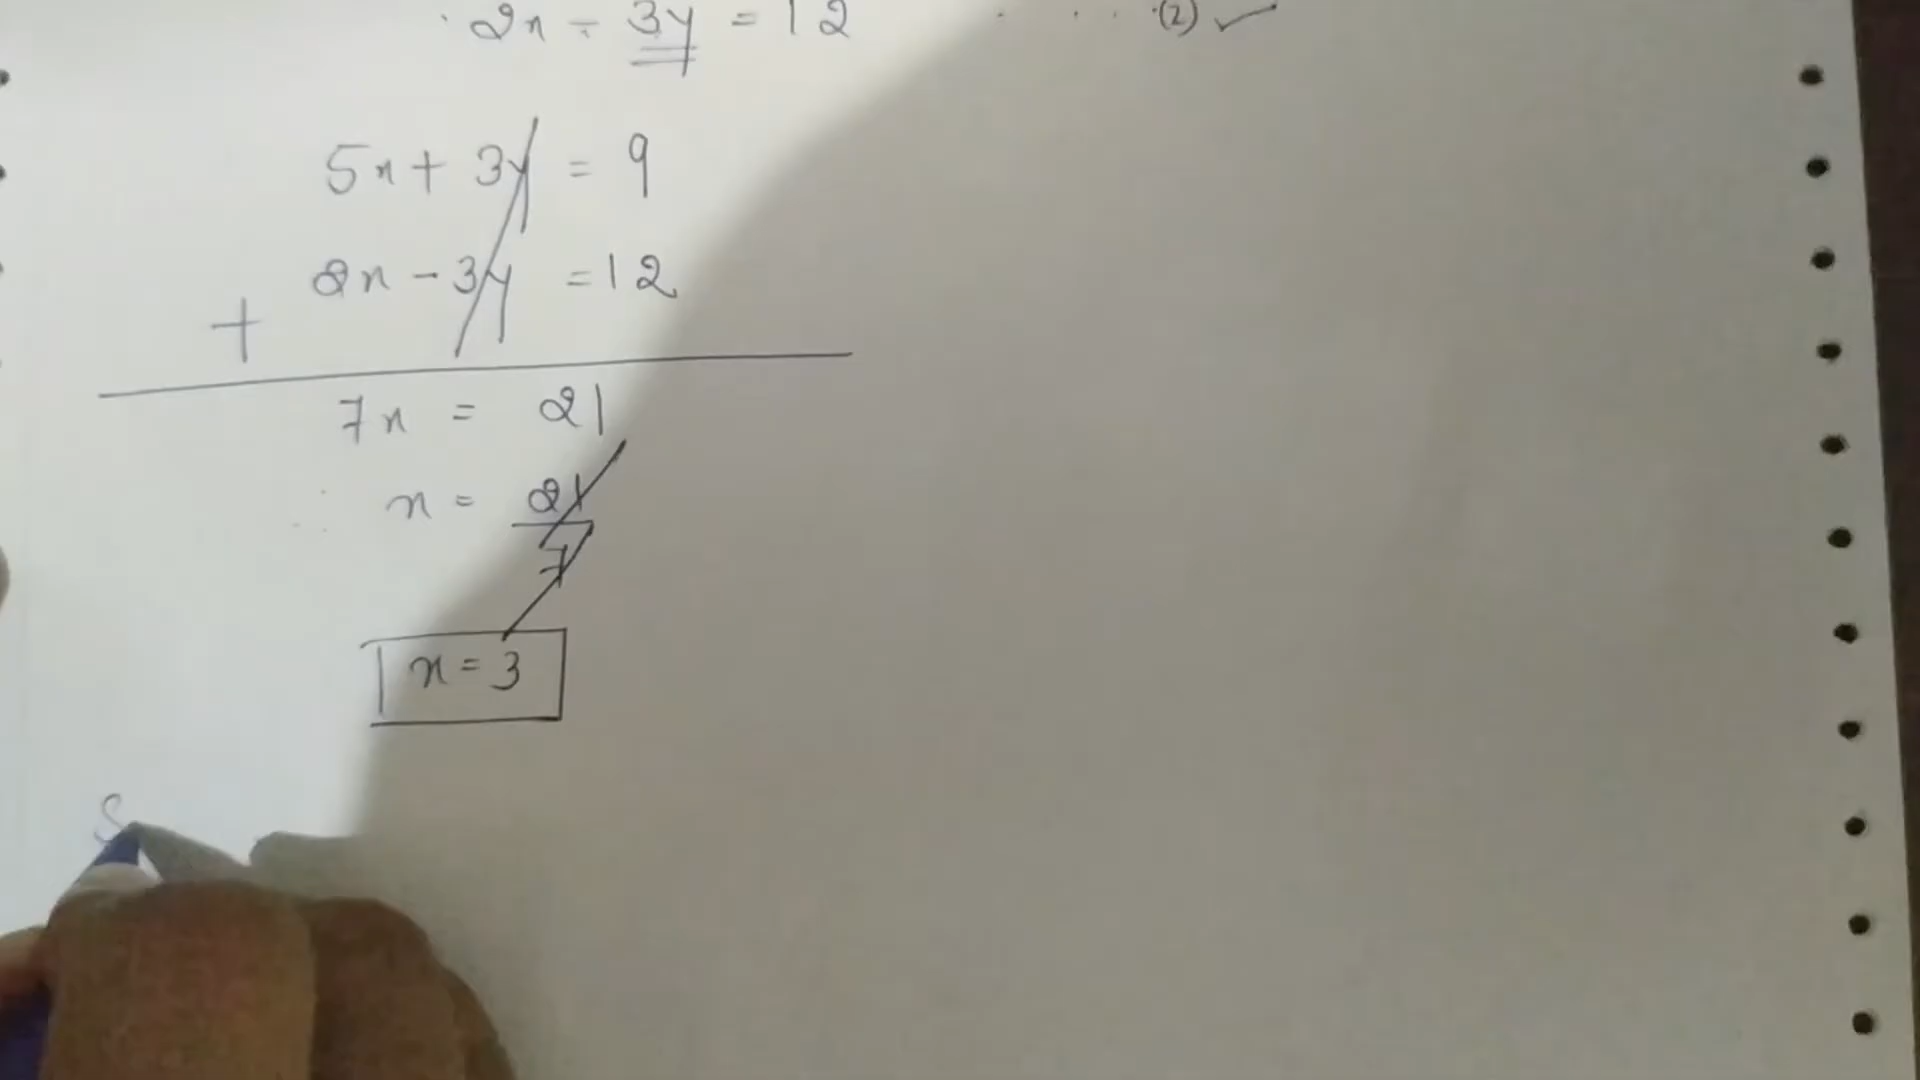 2x - 3y = 12 . . . . (2) ✓
5x + 3y = 9
2x - 3y = 12
+
7x = 21
∴ x = 21/7
x = 3
S